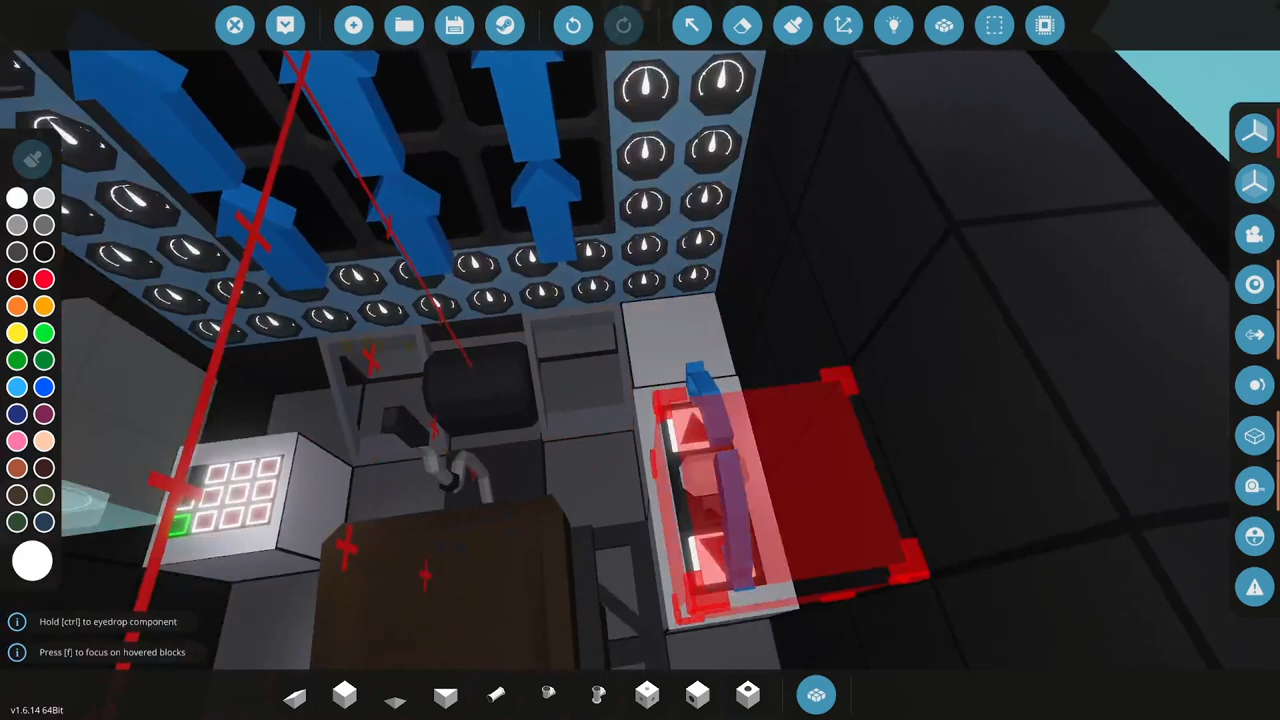 Hold [ctrl] to eyedrop component
Press [f] to focus on hovered blocks
v1.6.14 64Bit